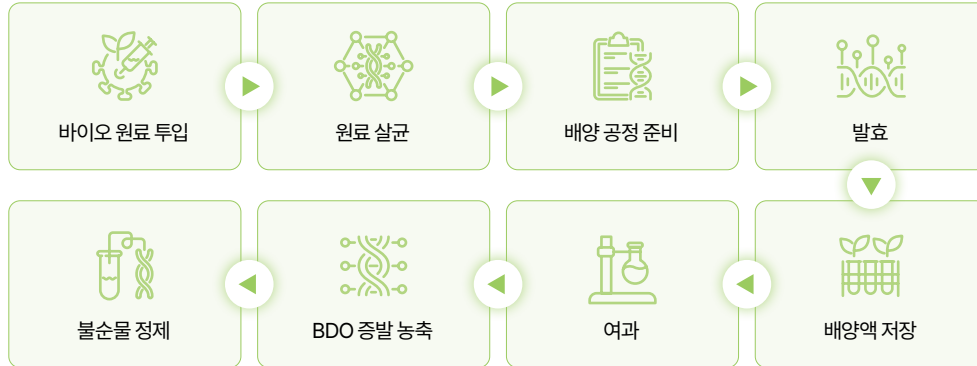 바이오 원료 투입
원료 살균
배양 공정 준비
발효
배양액 저장
여과
BDO 증발 농축
불순물 정제